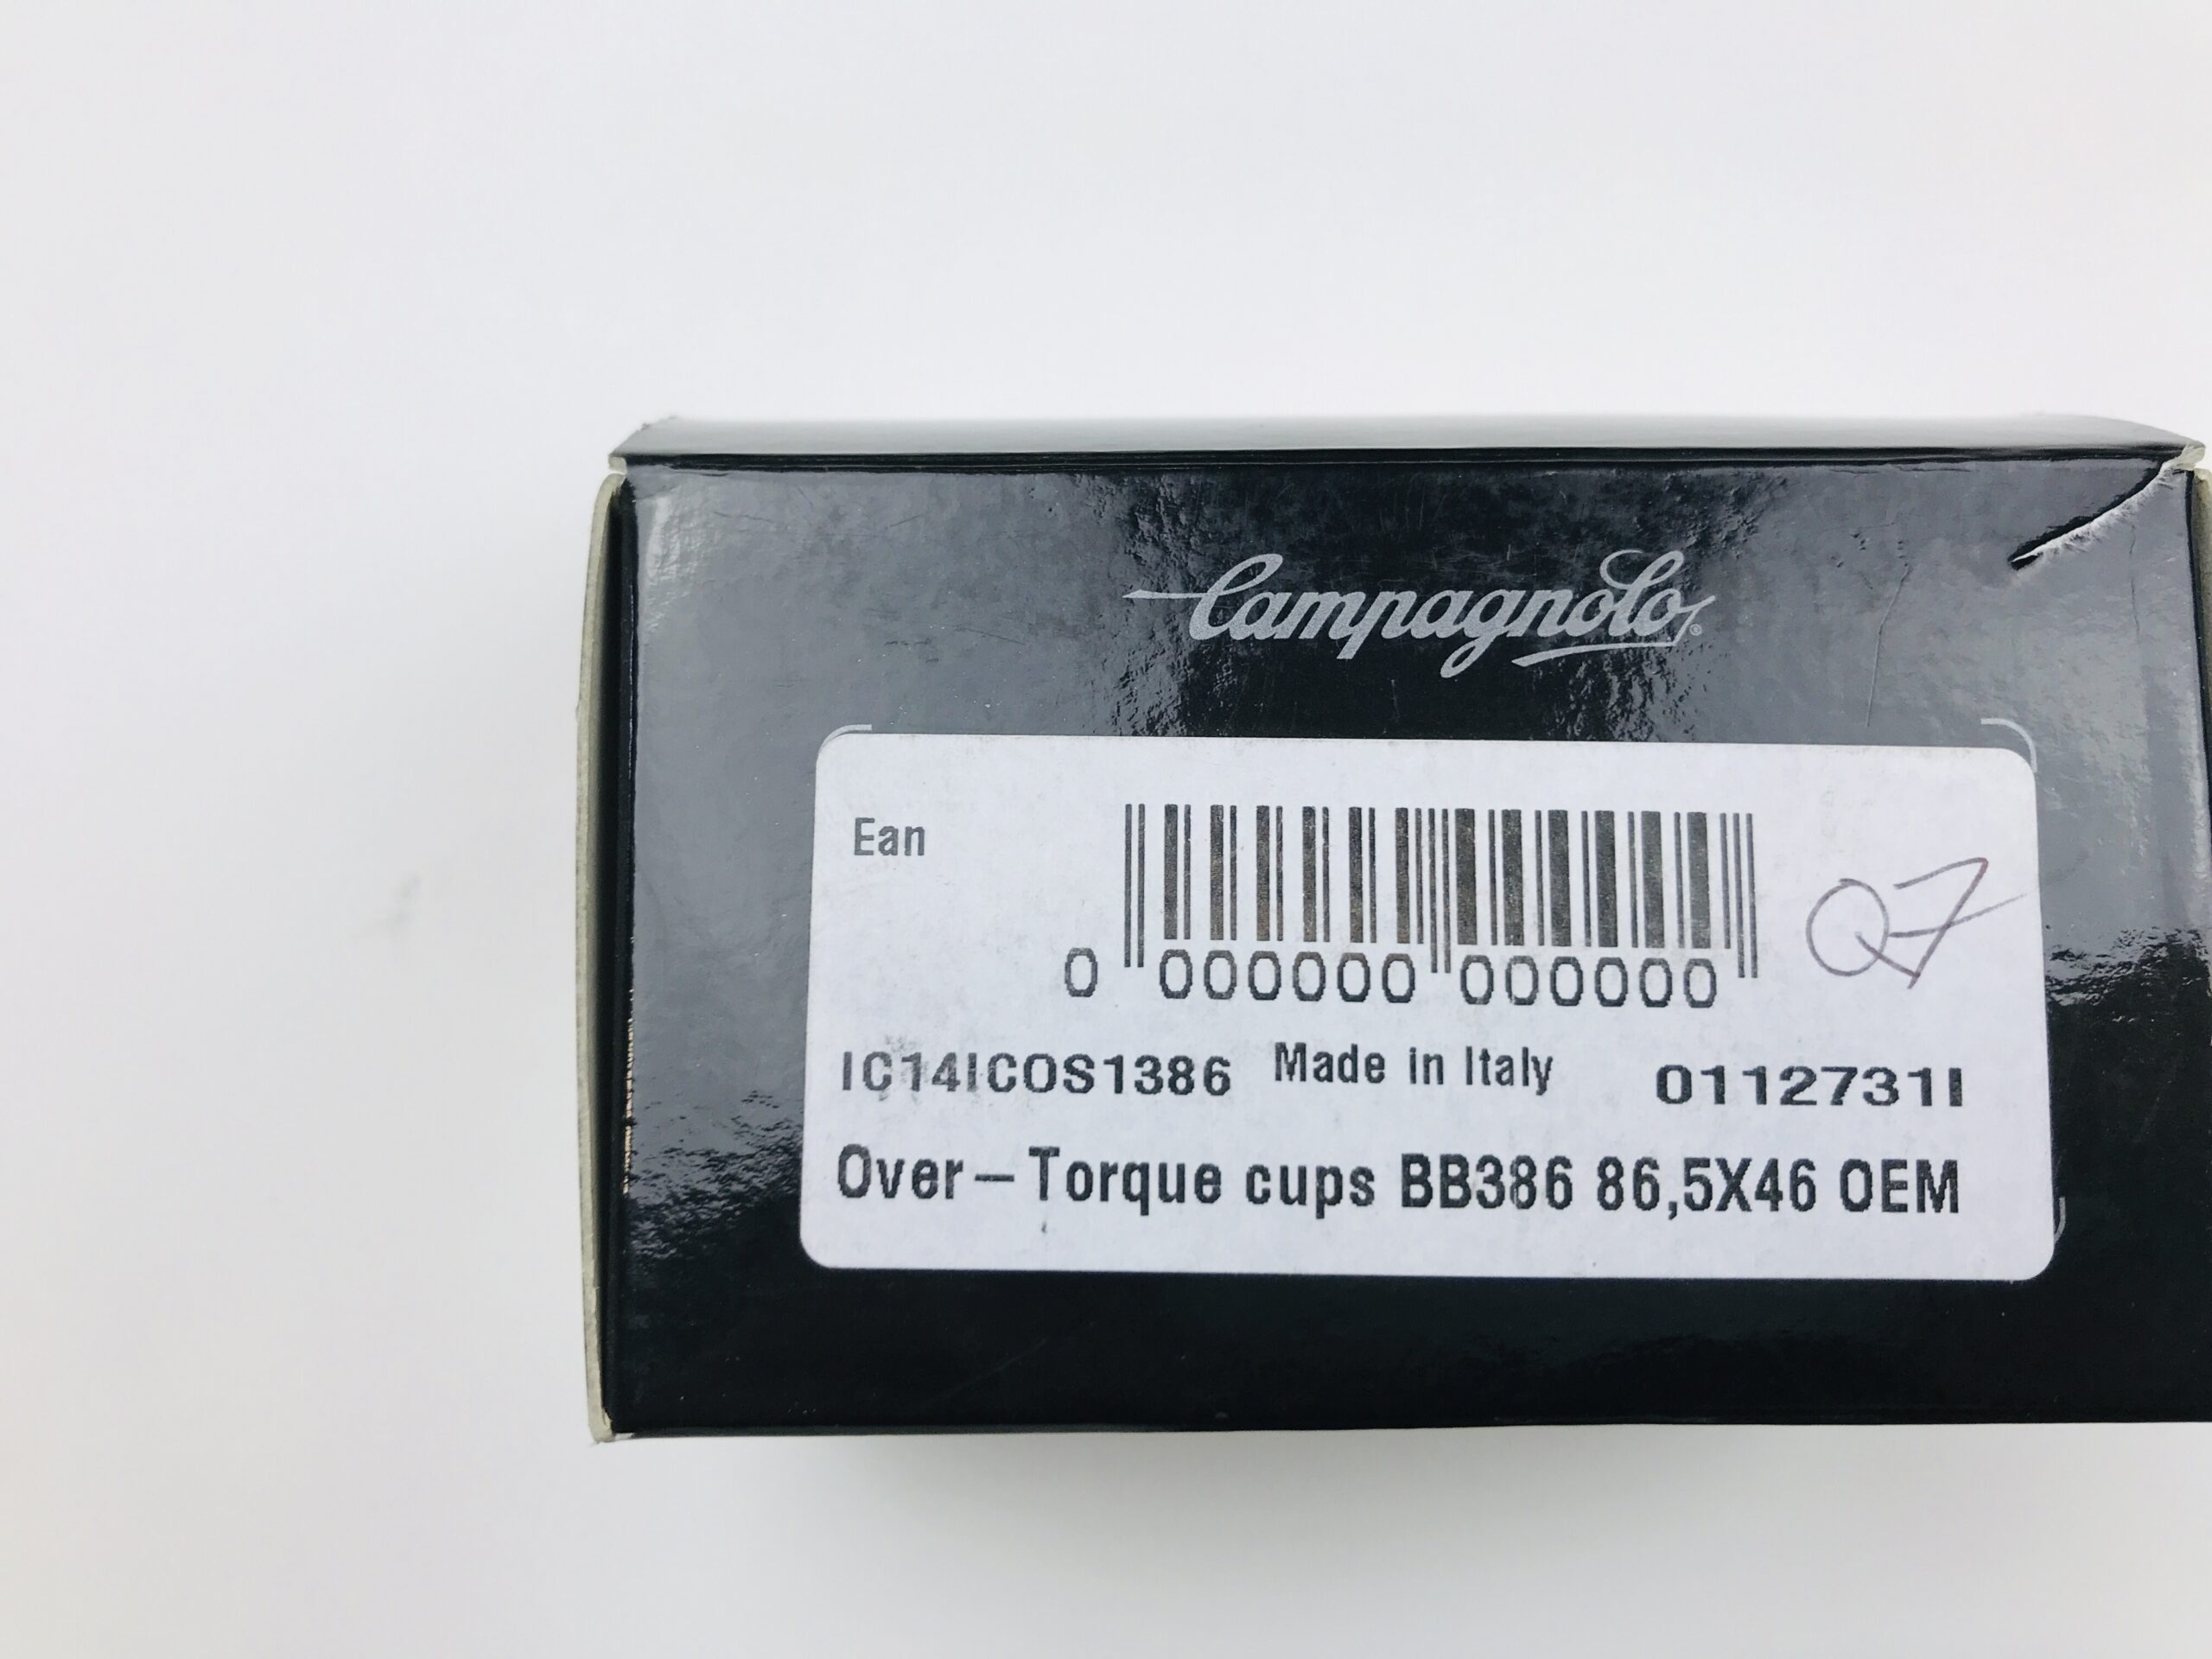 Campagnolo®
Ean
0 000000 000000
Q7
IC14ICOS1386 Made in Italy 0112731I
Over-Torque cups BB386 86,5X46 OEM